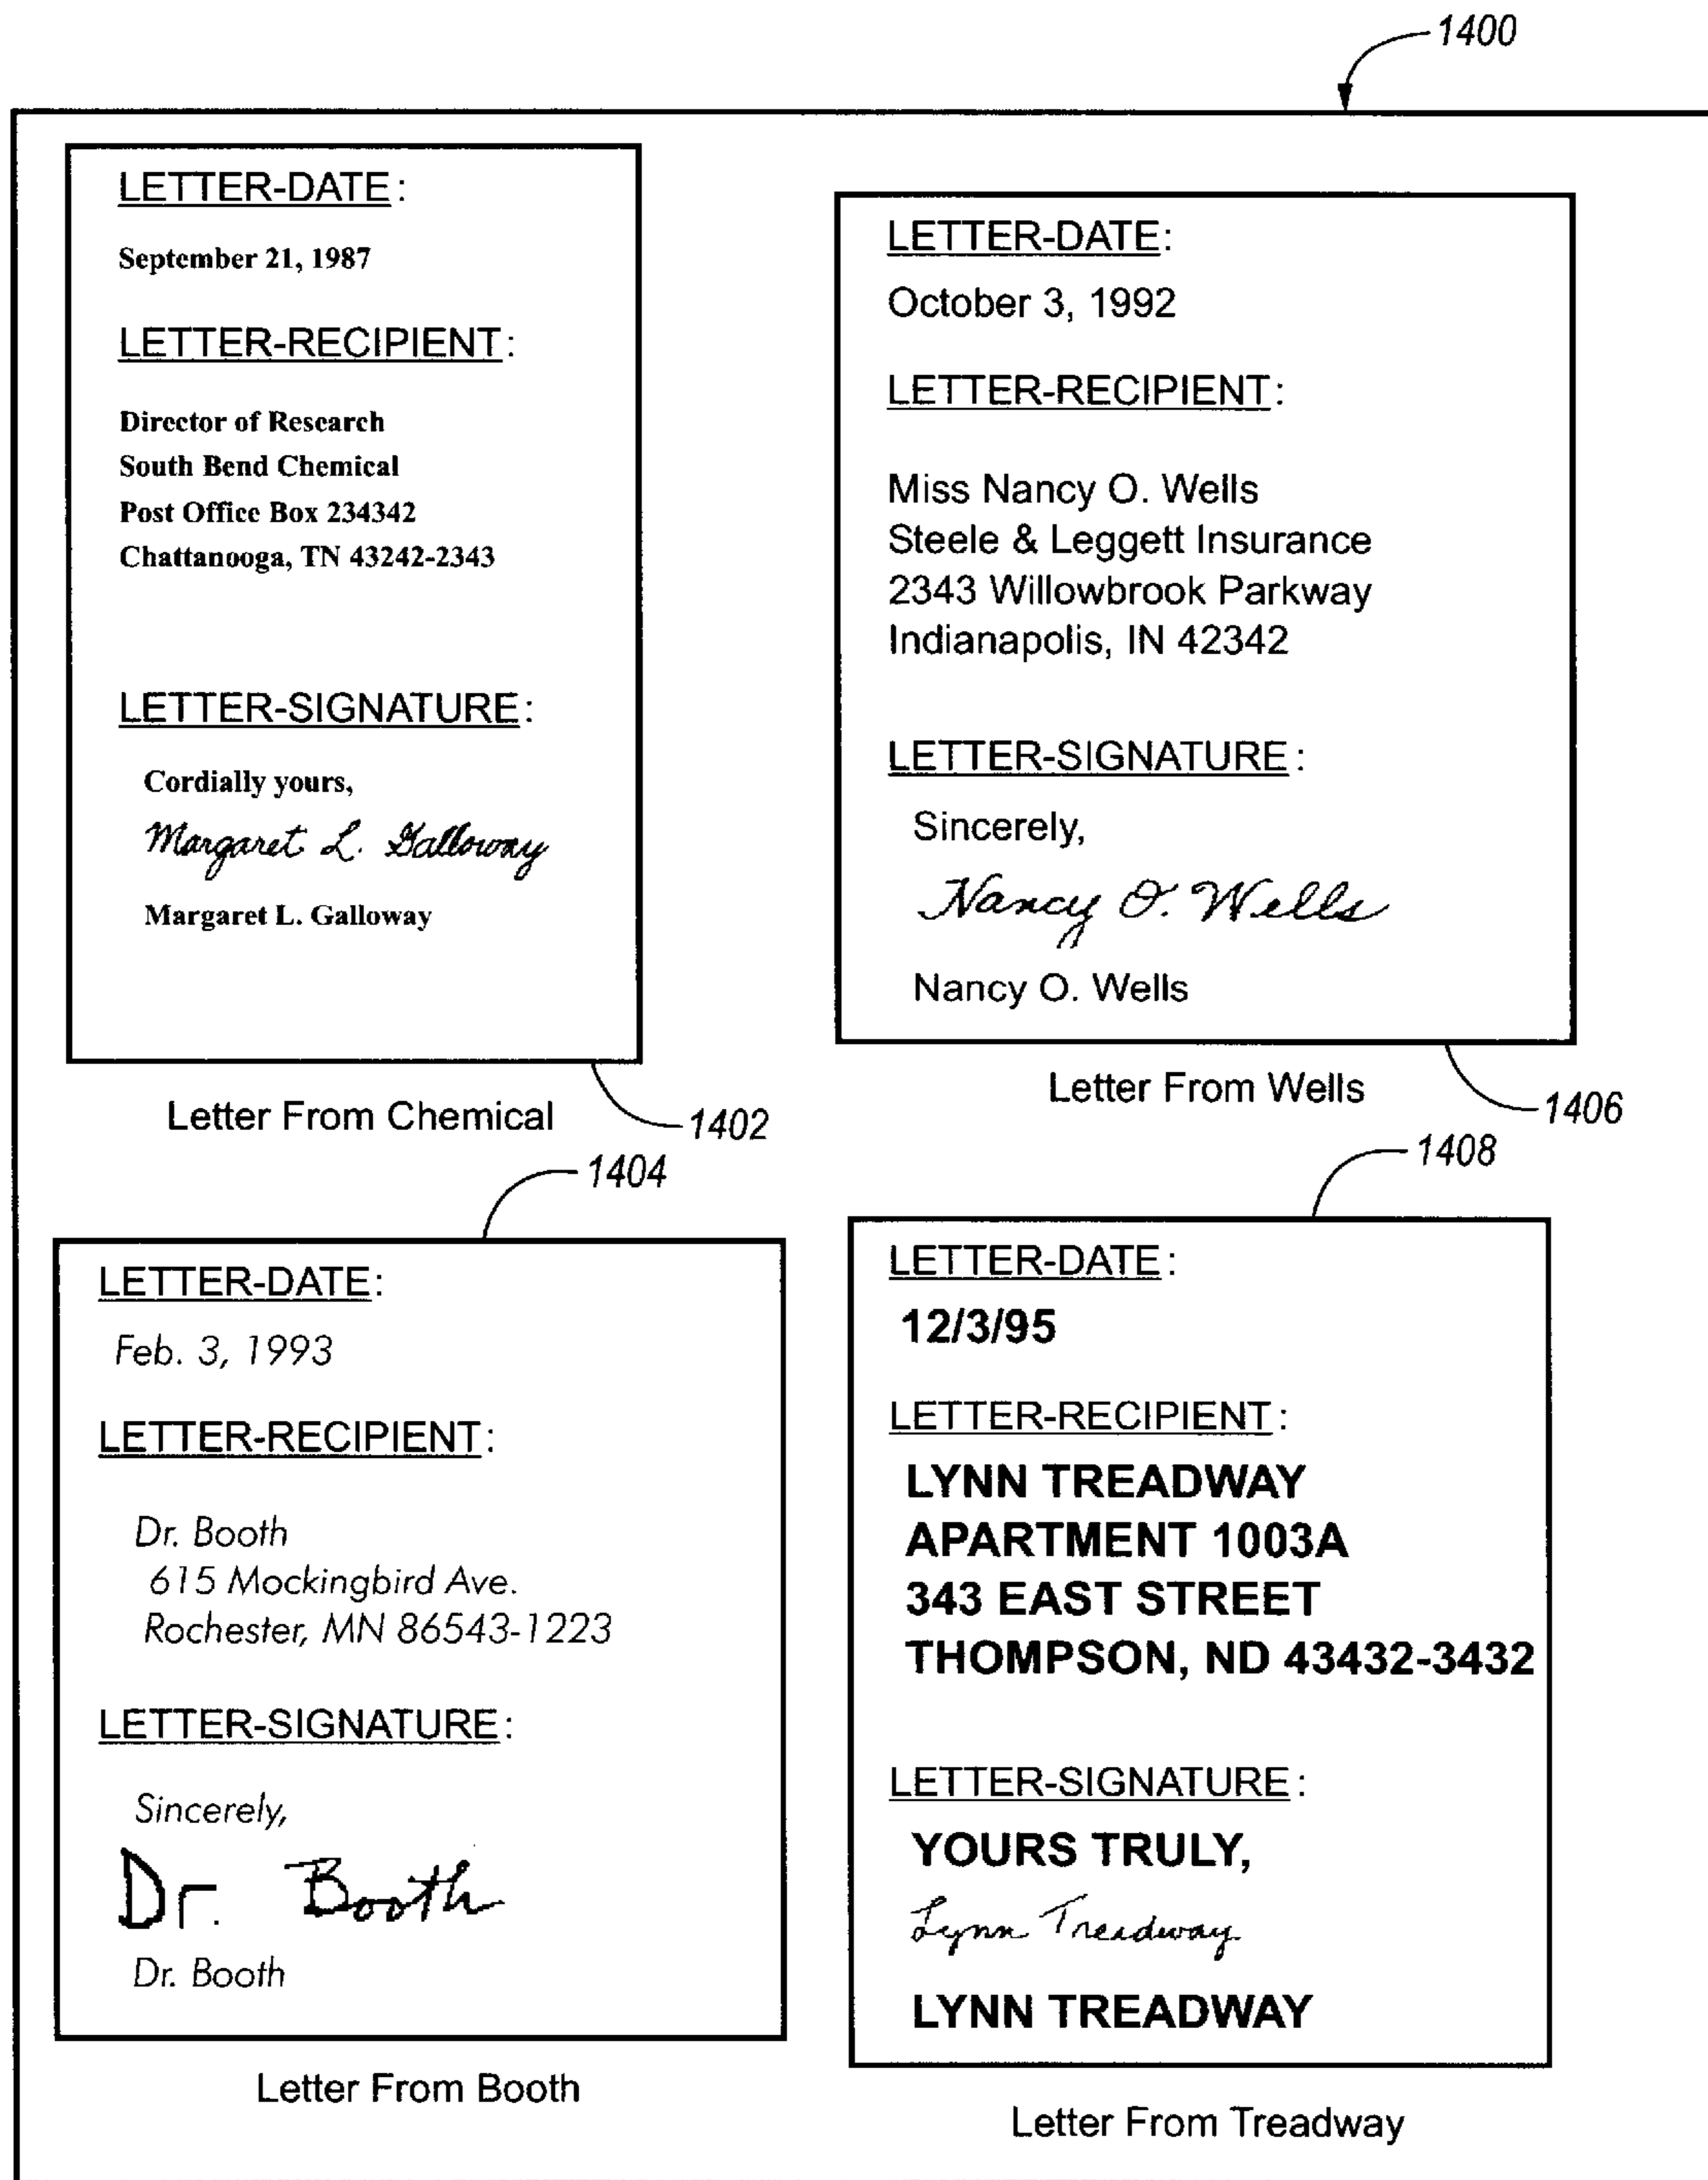 1400
LETTER-DATE:
September 21, 1987
LETTER-RECIPIENT:
Director of Research
South Bend Chemical
Post Office Box 234342
Chattanooga, TN 43242-2343
LETTER-SIGNATURE:
Cordially yours,
Margaret L. Galloway
Margaret L. Galloway
Letter From Chemical
1402
LETTER-DATE:
October 3, 1992
LETTER-RECIPIENT:
Miss Nancy O. Wells
Steele & Leggett Insurance
2343 Willowbrook Parkway
Indianapolis, IN 42342
LETTER-SIGNATURE:
Sincerely,
Nancy O. Wells
Nancy O. Wells
Letter From Wells
1406
1404
LETTER-DATE:
Feb. 3, 1993
LETTER-RECIPIENT:
Dr. Booth
615 Mockingbird Ave.
Rochester, MN 86543-1223
LETTER-SIGNATURE:
Sincerely,
Dr. Booth
Dr. Booth
Letter From Booth
1408
LETTER-DATE:
12/3/95
LETTER-RECIPIENT:
LYNN TREADWAY
APARTMENT 1003A
343 EAST STREET
THOMPSON, ND 43432-3432
LETTER-SIGNATURE:
YOURS TRULY,
Lynn Treadway
LYNN TREADWAY
Letter From Treadway